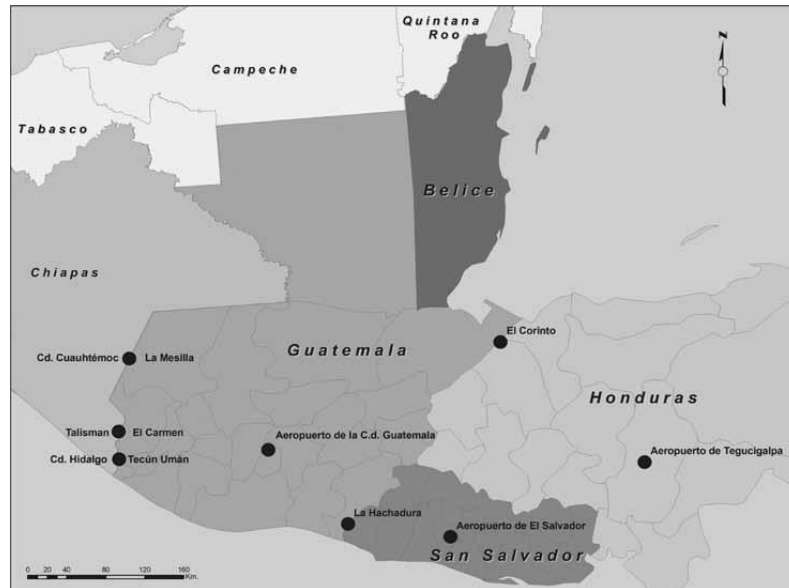 Quintana
Roo
N
Campeche
Tabasco
Belice
Chiapas
El Corinto
Cd. Cuauhtémoc La Mesilla
Guatemala
Honduras
Talisman El Carmen
Aeropuerto de la C.d. Guatemala
Cd. Hidalgo Tecún Umán
Aeropuerto de Tegucigalpa
La Hachadura
Aeropuerto de El Salvador
San Salvador
0 20 40 80 120 160
Km.